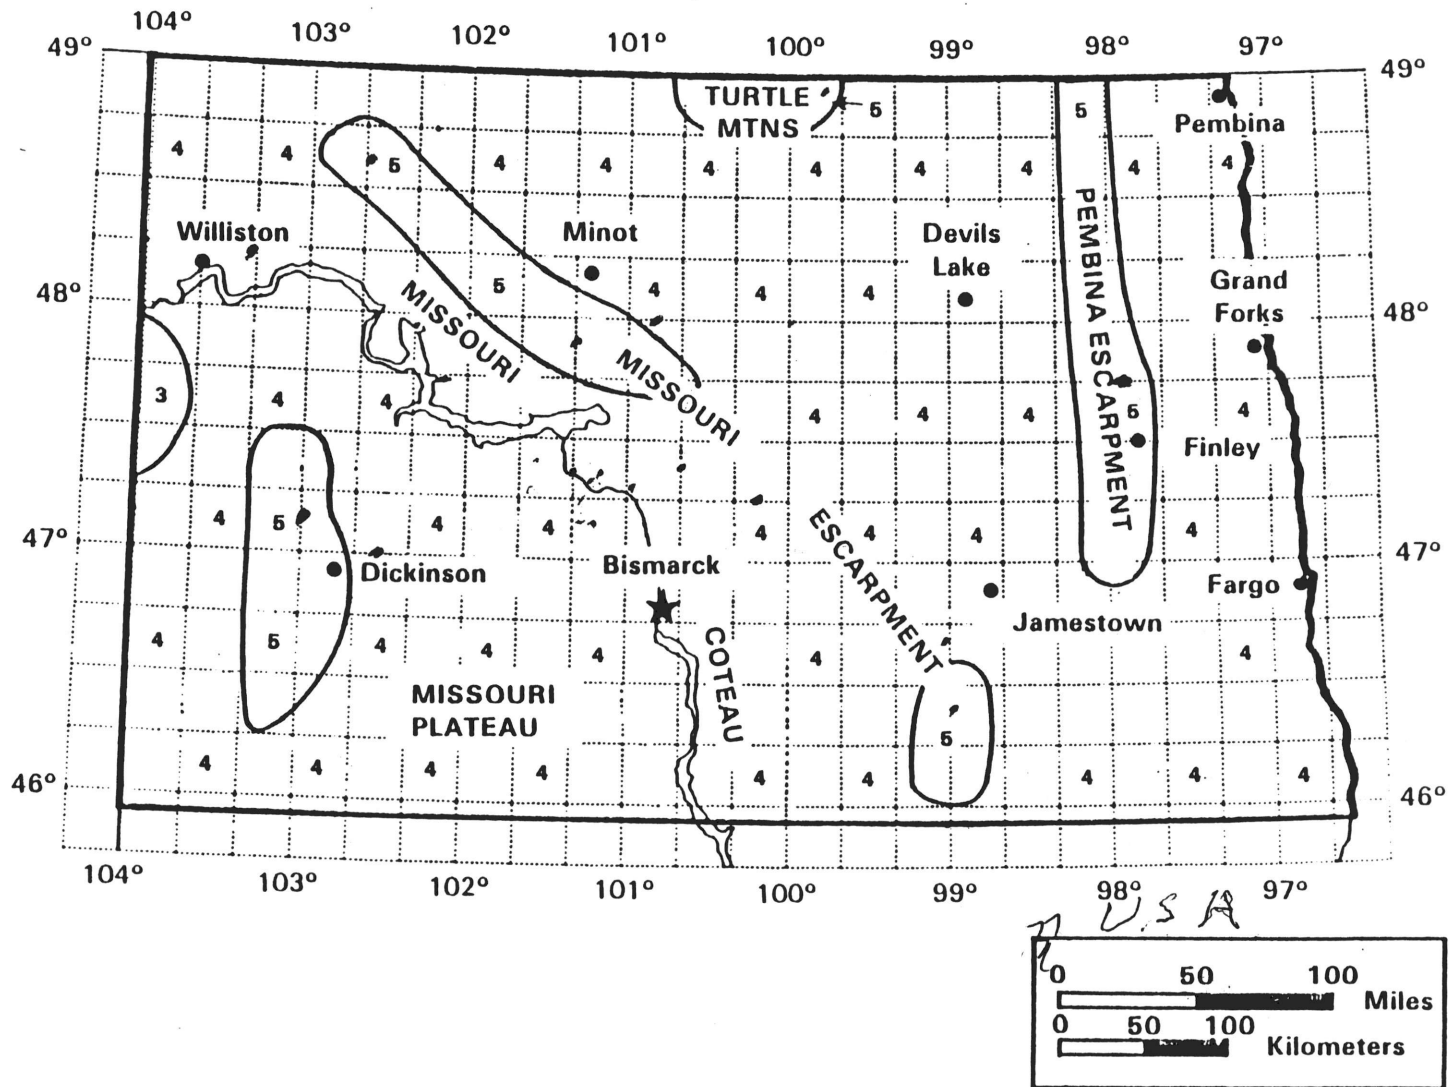 104° 103° 102° 101° 100° 99° 98° 97°
49° 49°
TURTLE
MTNS
5 5
Pembina
4 4 5 4 4 4 4 4 4 4
Williston Minot Devils
Lake
PEMBINA ESCARPMENT
Grand
Forks
5 4 4 4
48° 48°
MISSOURI
MISSOURI
3 4 4 4 4 4 5 4
Finley
4 5 4 4 4 4 4 4
47° 47°
ESCARPMENT
Dickinson Bismarck Fargo
Jamestown
4 5 4 4 4 4 4
COTEAU
MISSOURI
PLATEAU
5
4 4 4 4 4 4 4 4 4
46° 46°
104° 103° 102° 101° 100° 99° 98° 97°
U.S A
0 50 100
Miles
0 50 100
Kilometers